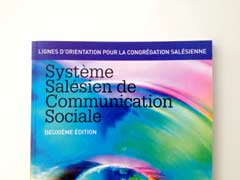 LIGNES D'ORIENTATION POUR LA CONGRÉGATION SALÉSIENNE
Système
Salésien de
Communication
Sociale
DEUXIÈME ÉDITION